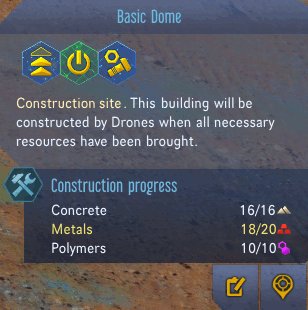 Basic Dome
Construction site. This building will be
constructed by Drones when all necessary
resources have been brought.
Construction progress
Concrete 16/16
Metals 18/20
Polymers 10/10